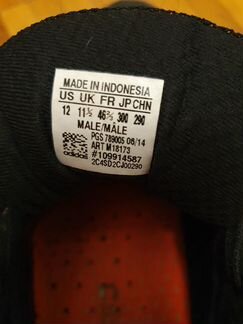 MADE IN INDONESIA
US UK FR JP CHN
12 11½ 46⅔ 300 290
MALE/MÂLE
PGS 789005 08/14
ART M18173
adidas #109914587
2C4SD2CJ00290